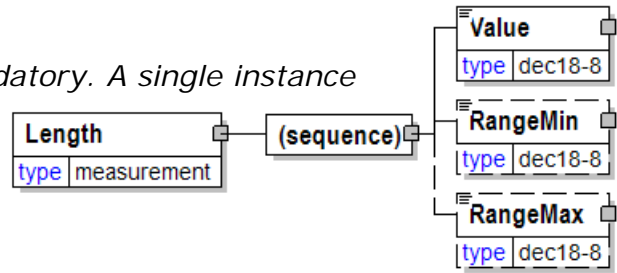 Value
type dec18-8
datory. A single instance
RangeMin
Length
(sequence)
type dec18-8
type measurement
RangeMax
type dec18-8